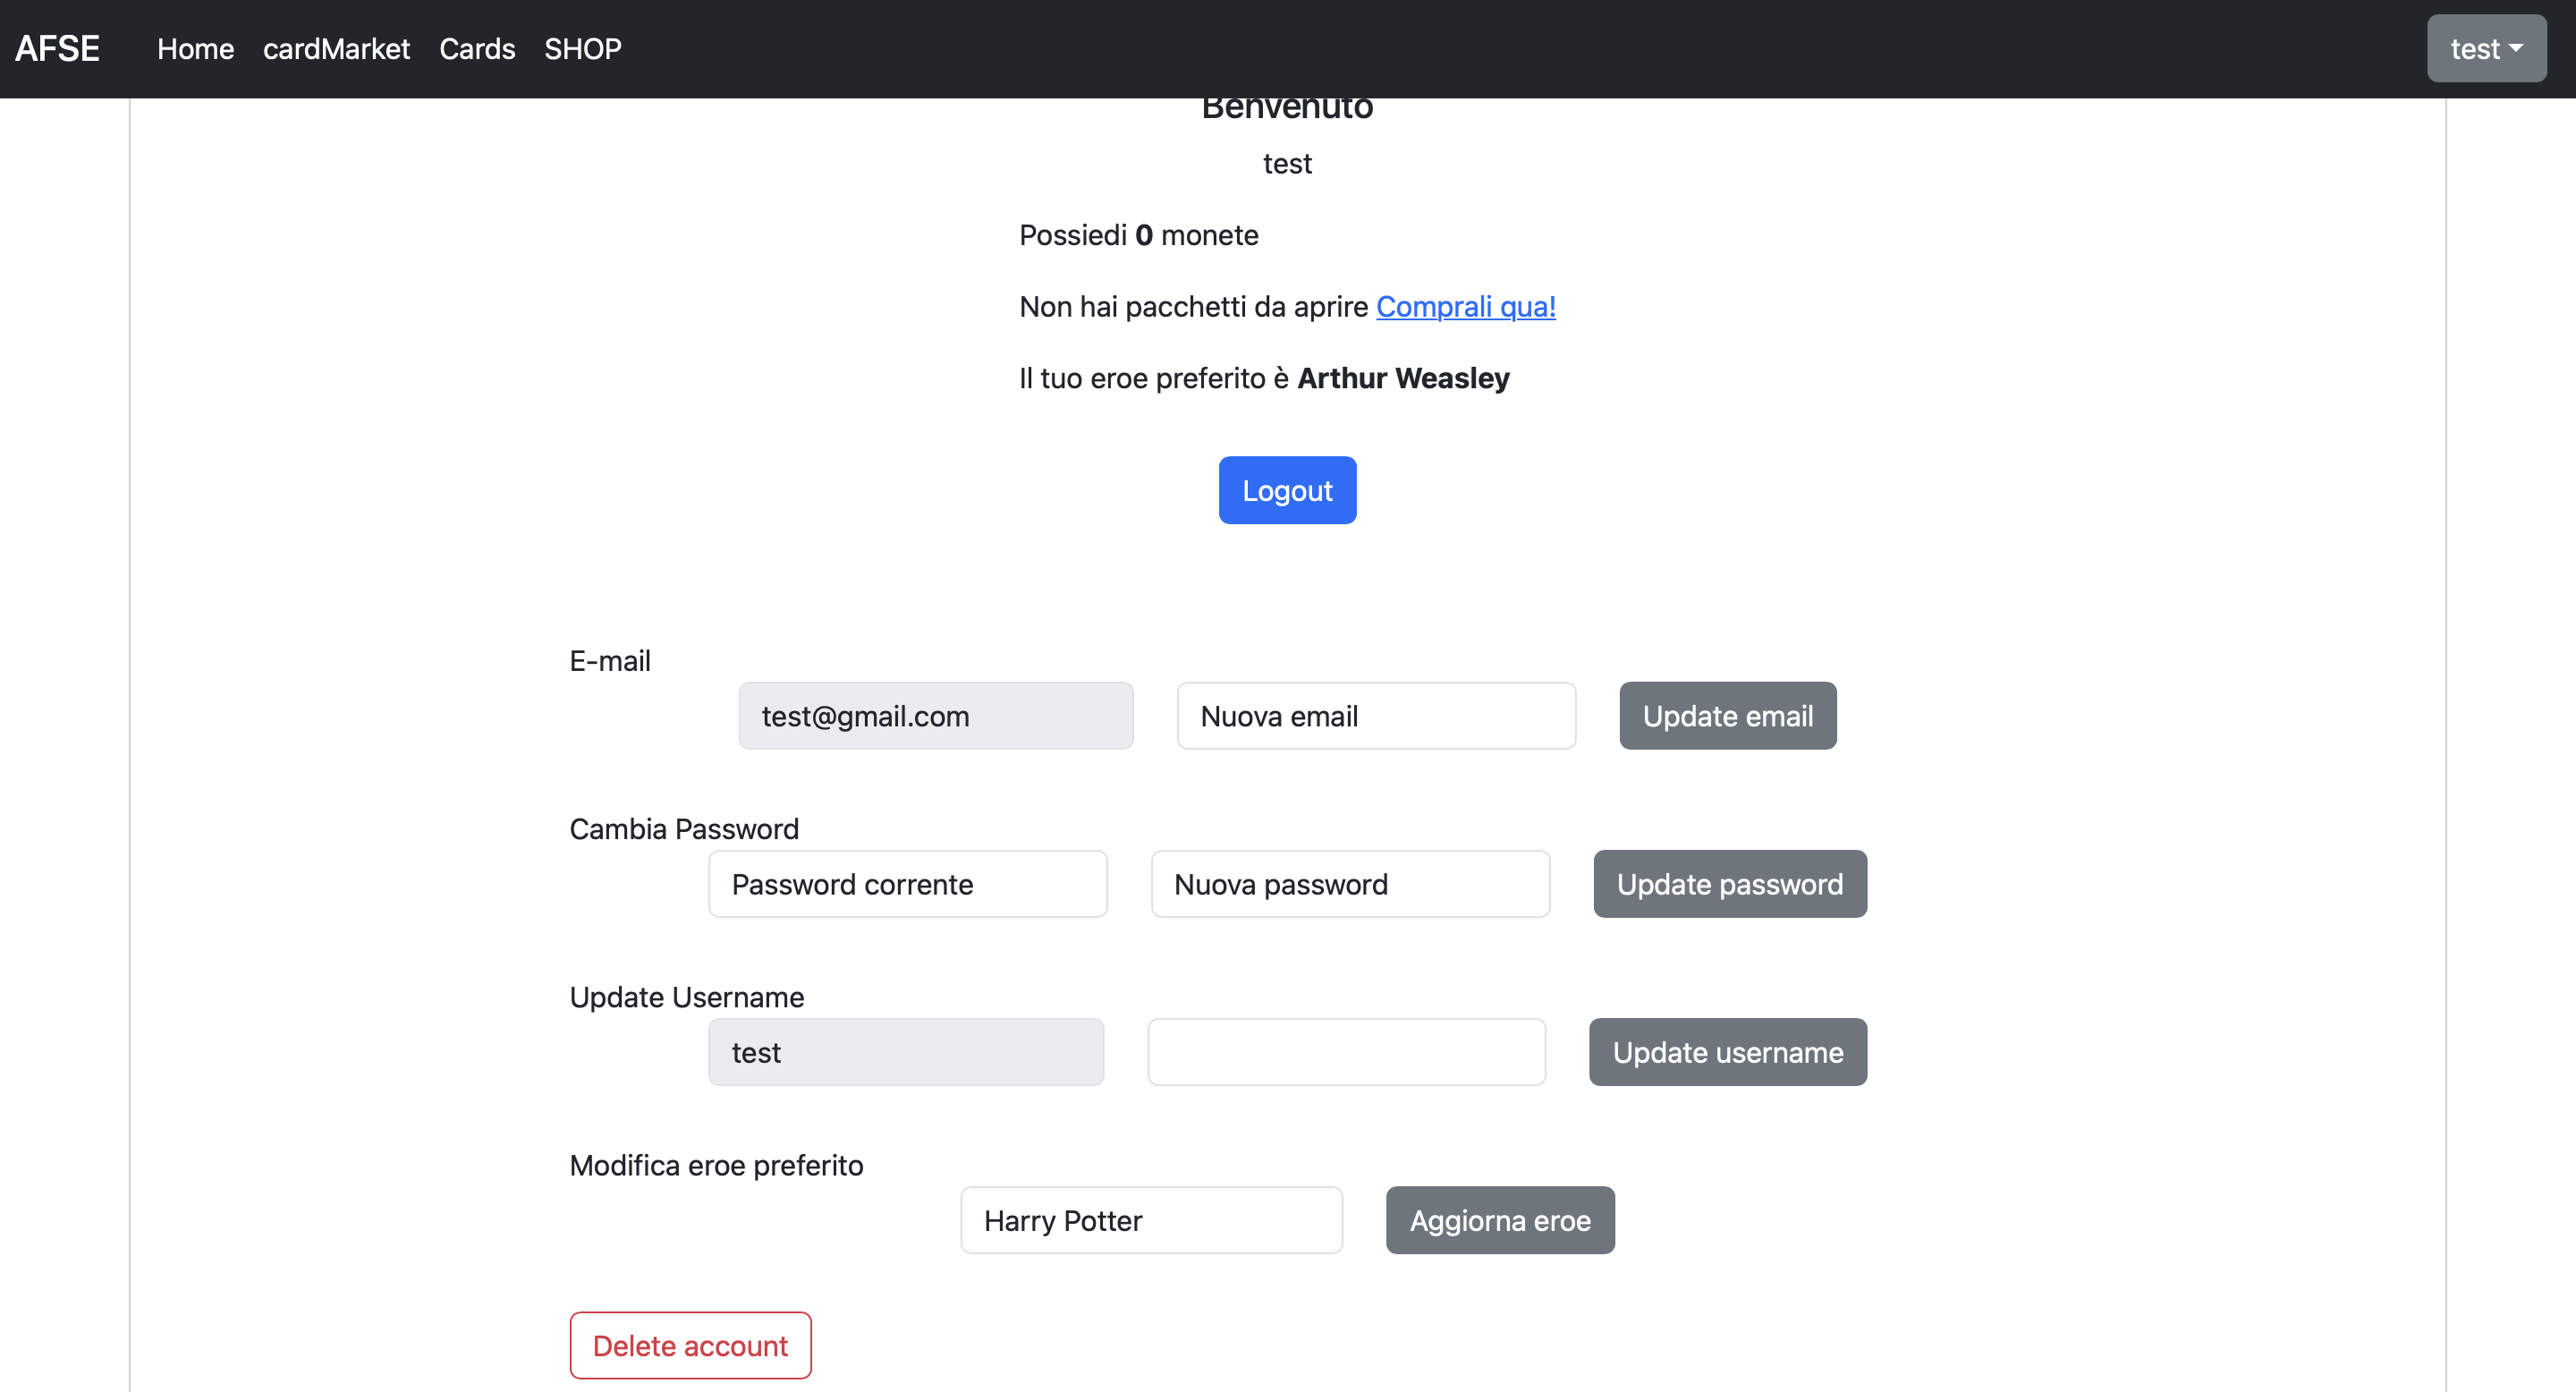 AFSE Home cardMarket Cards SHOP test
Benvenuto
test
Possiedi 0 monete
Non hai pacchetti da aprire Comprali qua!
Il tuo eroe preferito è Arthur Weasley
Logout
E-mail
test@gmail.com Nuova email Update email
Cambia Password
Password corrente Nuova password Update password
Update Username
test Update username
Modifica eroe preferito
Harry Potter Aggiorna eroe
Delete account